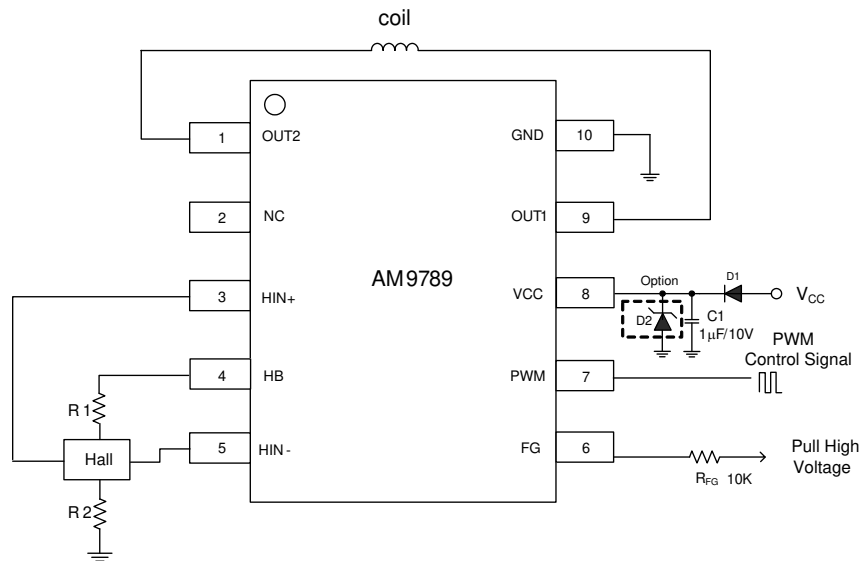 coil
1
OUT2
GND
10
2
NC
OUT1
9
AM9789
3
HIN+
VCC
8
Option
D1
VCC
D2
C1
1µF/10V
PWM
Control Signal
4
HB
PWM
7
R1
Hall
5
HIN-
FG
6
Pull High
Voltage
RFG 10K
R2